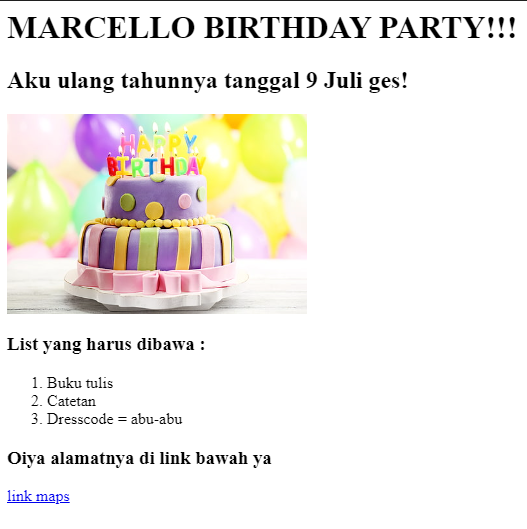 MARCELLO BIRTHDAY PARTY!!!
Aku ulang tahunnya tanggal 9 Juli ges!
HAPPY
BIRTHDAY
List yang harus dibawa :
1. Buku tulis
2. Catetan
3. Dresscode = abu-abu
Oiya alamatnya di link bawah ya
link maps